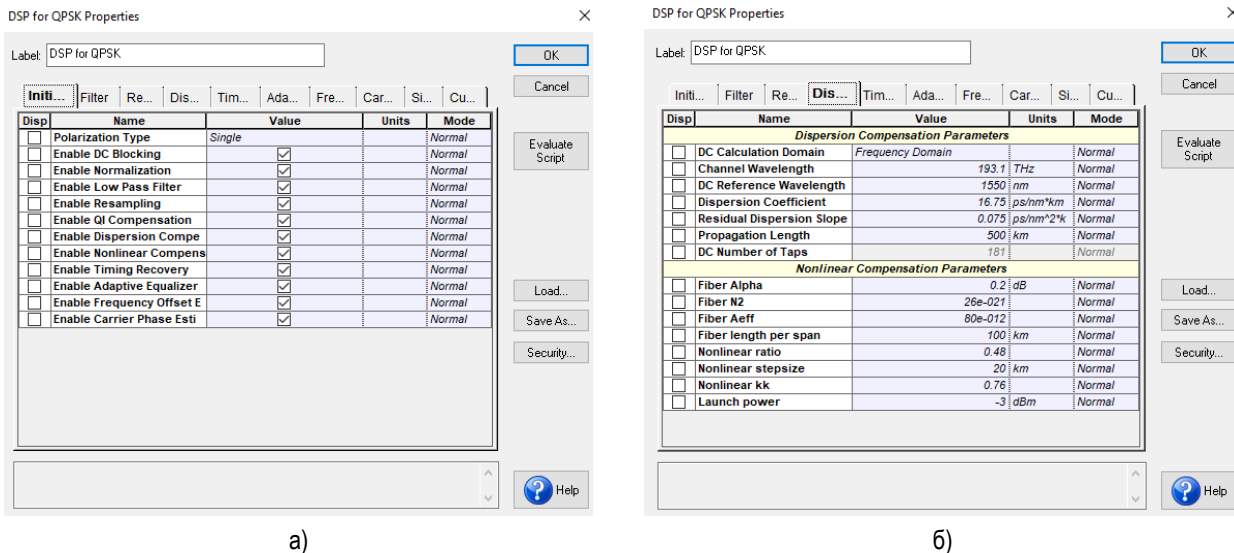 DSP for QPSK Properties
Label: DSP for QPSK
OK
Cancel
Evaluate
Script
Load...
Save As...
Security...
Help
Initi... Filter Re... Dis... Tim... Ada... Fre... Car... Si... Cu...
Disp Name Value Units Mode
Polarization Type Single Normal
Enable DC Blocking Normal
Enable Normalization Normal
Enable Low Pass Filter Normal
Enable Resampling Normal
Enable QI Compensation Normal
Enable Dispersion Compe Normal
Enable Nonlinear Compens Normal
Enable Timing Recovery Normal
Enable Adaptive Equalizer Normal
Enable Frequency Offset E Normal
Enable Carrier Phase Esti Normal
а)
DSP for QPSK Properties
Label: DSP for QPSK
OK
Cancel
Evaluate
Script
Load...
Save As...
Security...
Help
Initi... Filter Re... Dis... Tim... Ada... Fre... Car... Si... Cu...
Disp Name Value Units Mode
Dispersion Compensation Parameters
DC Calculation Domain Frequency Domain Normal
Channel Wavelength 193.1 THz Normal
DC Reference Wavelength 1550 nm Normal
Dispersion Coefficient 16.75 ps/nm*km Normal
Residual Dispersion Slope 0.075 ps/nm^2*k Normal
Propagation Length 500 km Normal
DC Number of Taps 181 Normal
Nonlinear Compensation Parameters
Fiber Alpha 0.2 dB Normal
Fiber N2 26e-021 Normal
Fiber Aeff 80e-012 Normal
Fiber length per span 100 km Normal
Nonlinear ratio 0.48 Normal
Nonlinear stepsize 20 km Normal
Nonlinear kk 0.76 Normal
Launch power -3 dBm Normal
б)